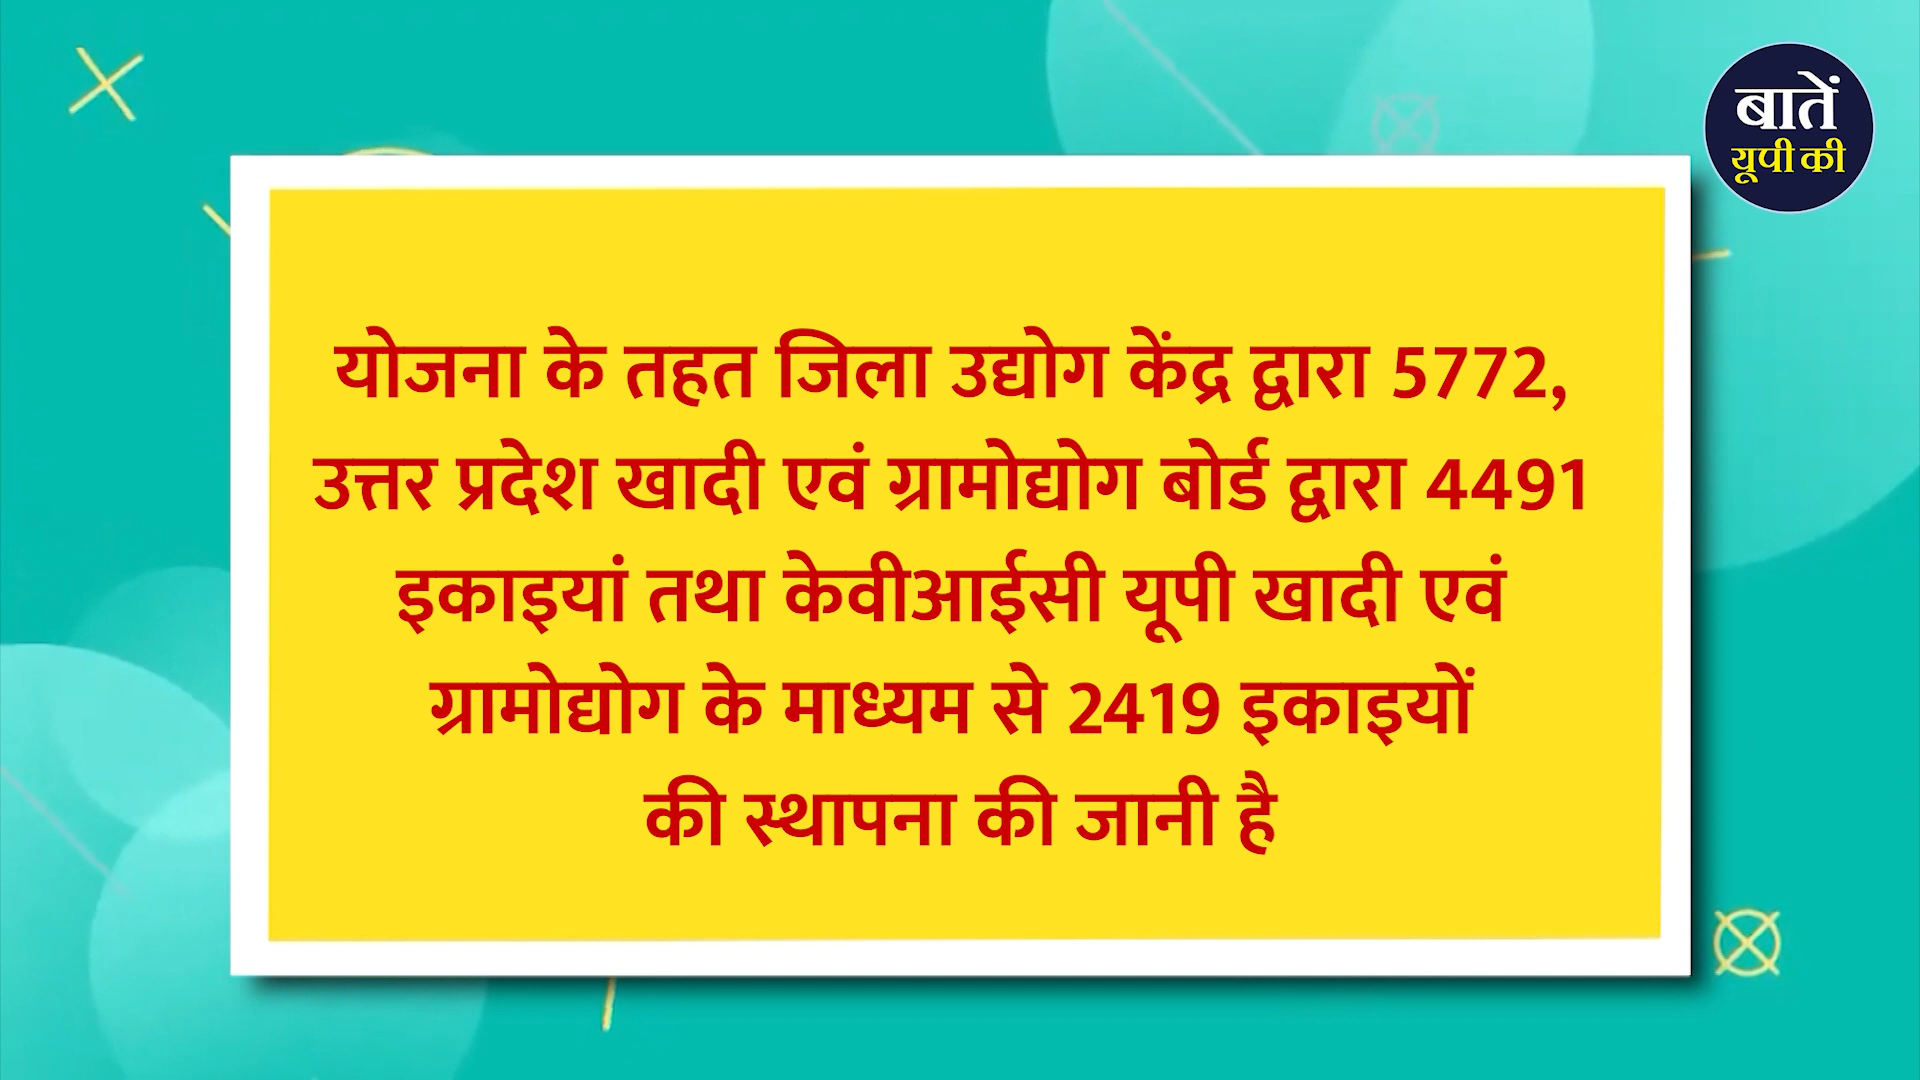 बातें
यूपी की
योजना के तहत जिला उद्योग केंद्र द्वारा 5772,
उत्तर प्रदेश खादी एवं ग्रामोद्योग बोर्ड द्वारा 4491
इकाइयां तथा केवीआईसी यूपी खादी एवं
ग्रामोद्योग के माध्यम से 2419 इकाइयों
की स्थापना की जानी है